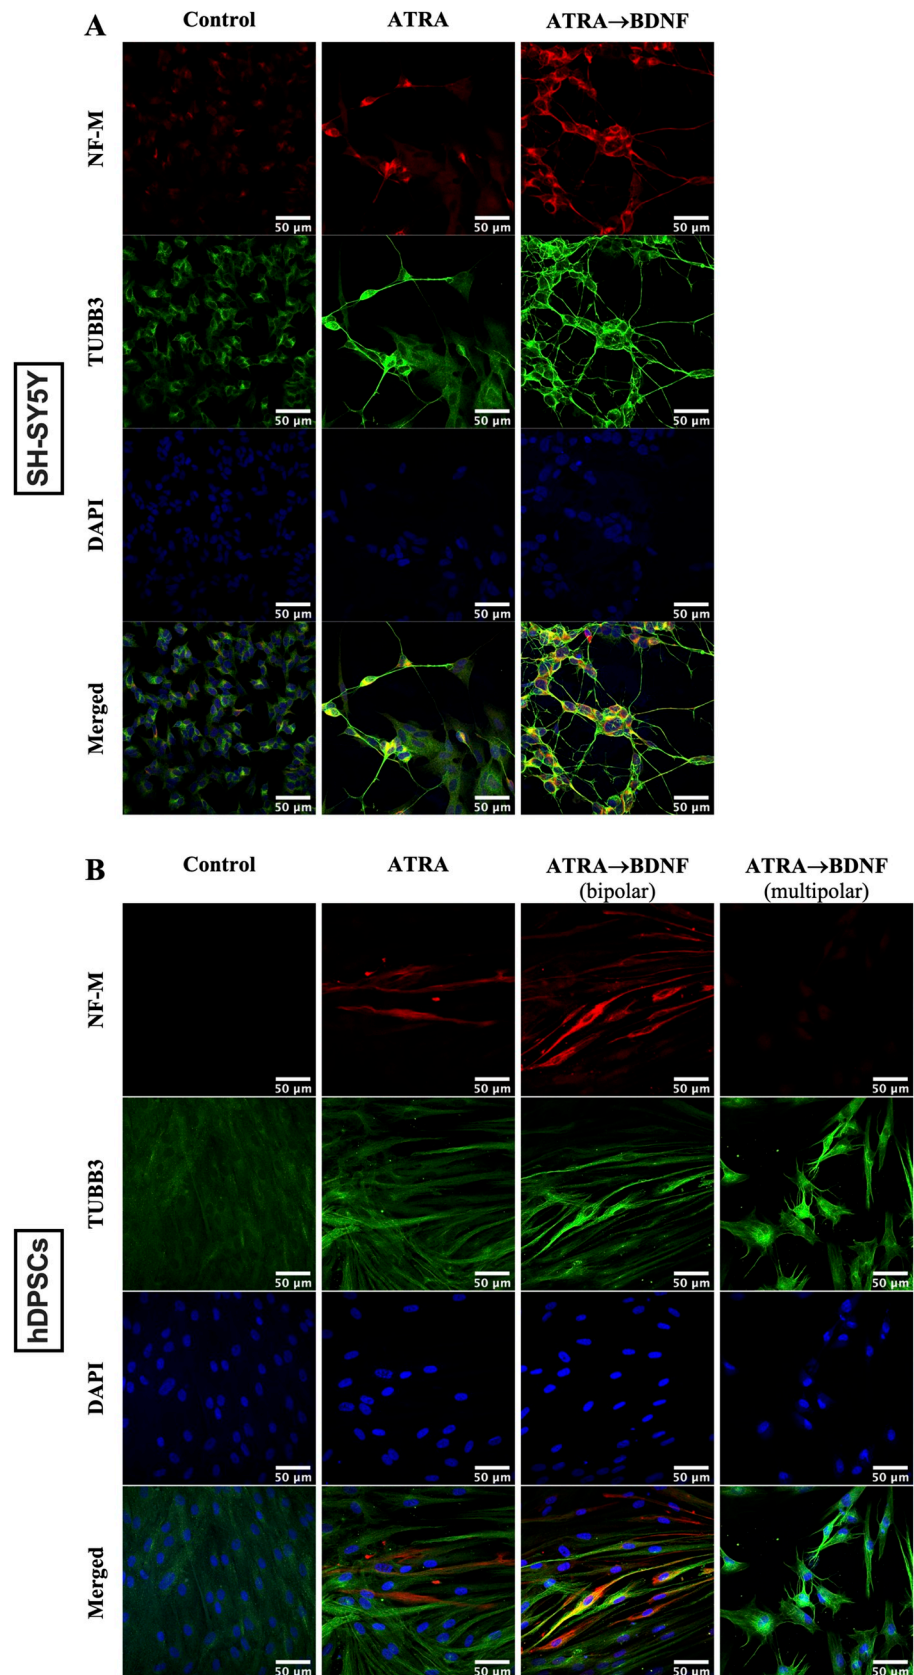 A
Control
ATRA
ATRA→BDNF
SH-SY5Y
NF-M
50 µm
50 µm
50 µm
TUBB3
50 µm
50 µm
50 µm
DAPI
50 µm
50 µm
50 µm
Merged
50 µm
50 µm
50 µm
B
Control
ATRA
ATRA→BDNF
(bipolar)
ATRA→BDNF
(multipolar)
hDPSCs
NF-M
50 µm
50 µm
50 µm
50 µm
TUBB3
50 µm
50 µm
50 µm
50 µm
DAPI
50 µm
50 µm
50 µm
50 µm
Merged
50 µm
50 µm
50 µm
50 µm